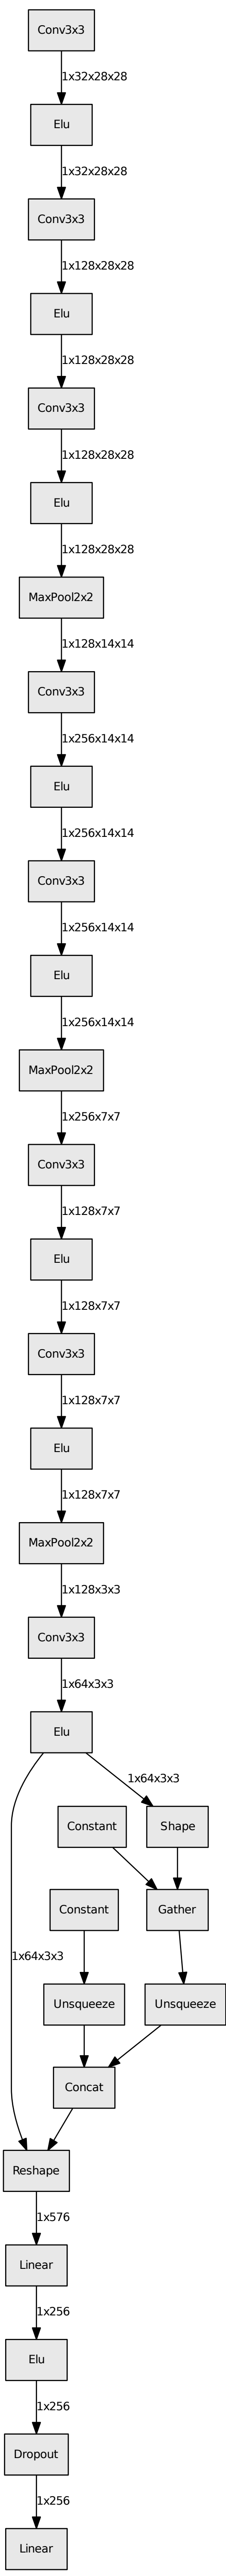 Conv3x3
1x32x28x28
Elu
1x32x28x28
Conv3x3
1x128x28x28
Elu
1x128x28x28
Conv3x3
1x128x28x28
Elu
1x128x28x28
MaxPool2x2
1x128x14x14
Conv3x3
1x256x14x14
Elu
1x256x14x14
Conv3x3
1x256x14x14
Elu
1x256x14x14
MaxPool2x2
1x256x7x7
Conv3x3
1x128x7x7
Elu
1x128x7x7
Conv3x3
1x128x7x7
Elu
1x128x7x7
MaxPool2x2
1x128x3x3
Conv3x3
1x64x3x3
Elu
1x64x3x3
Constant
Shape
Constant
Gather
1x64x3x3
Unsqueeze
Unsqueeze
Concat
Reshape
1x576
Linear
1x256
Elu
1x256
Dropout
1x256
Linear